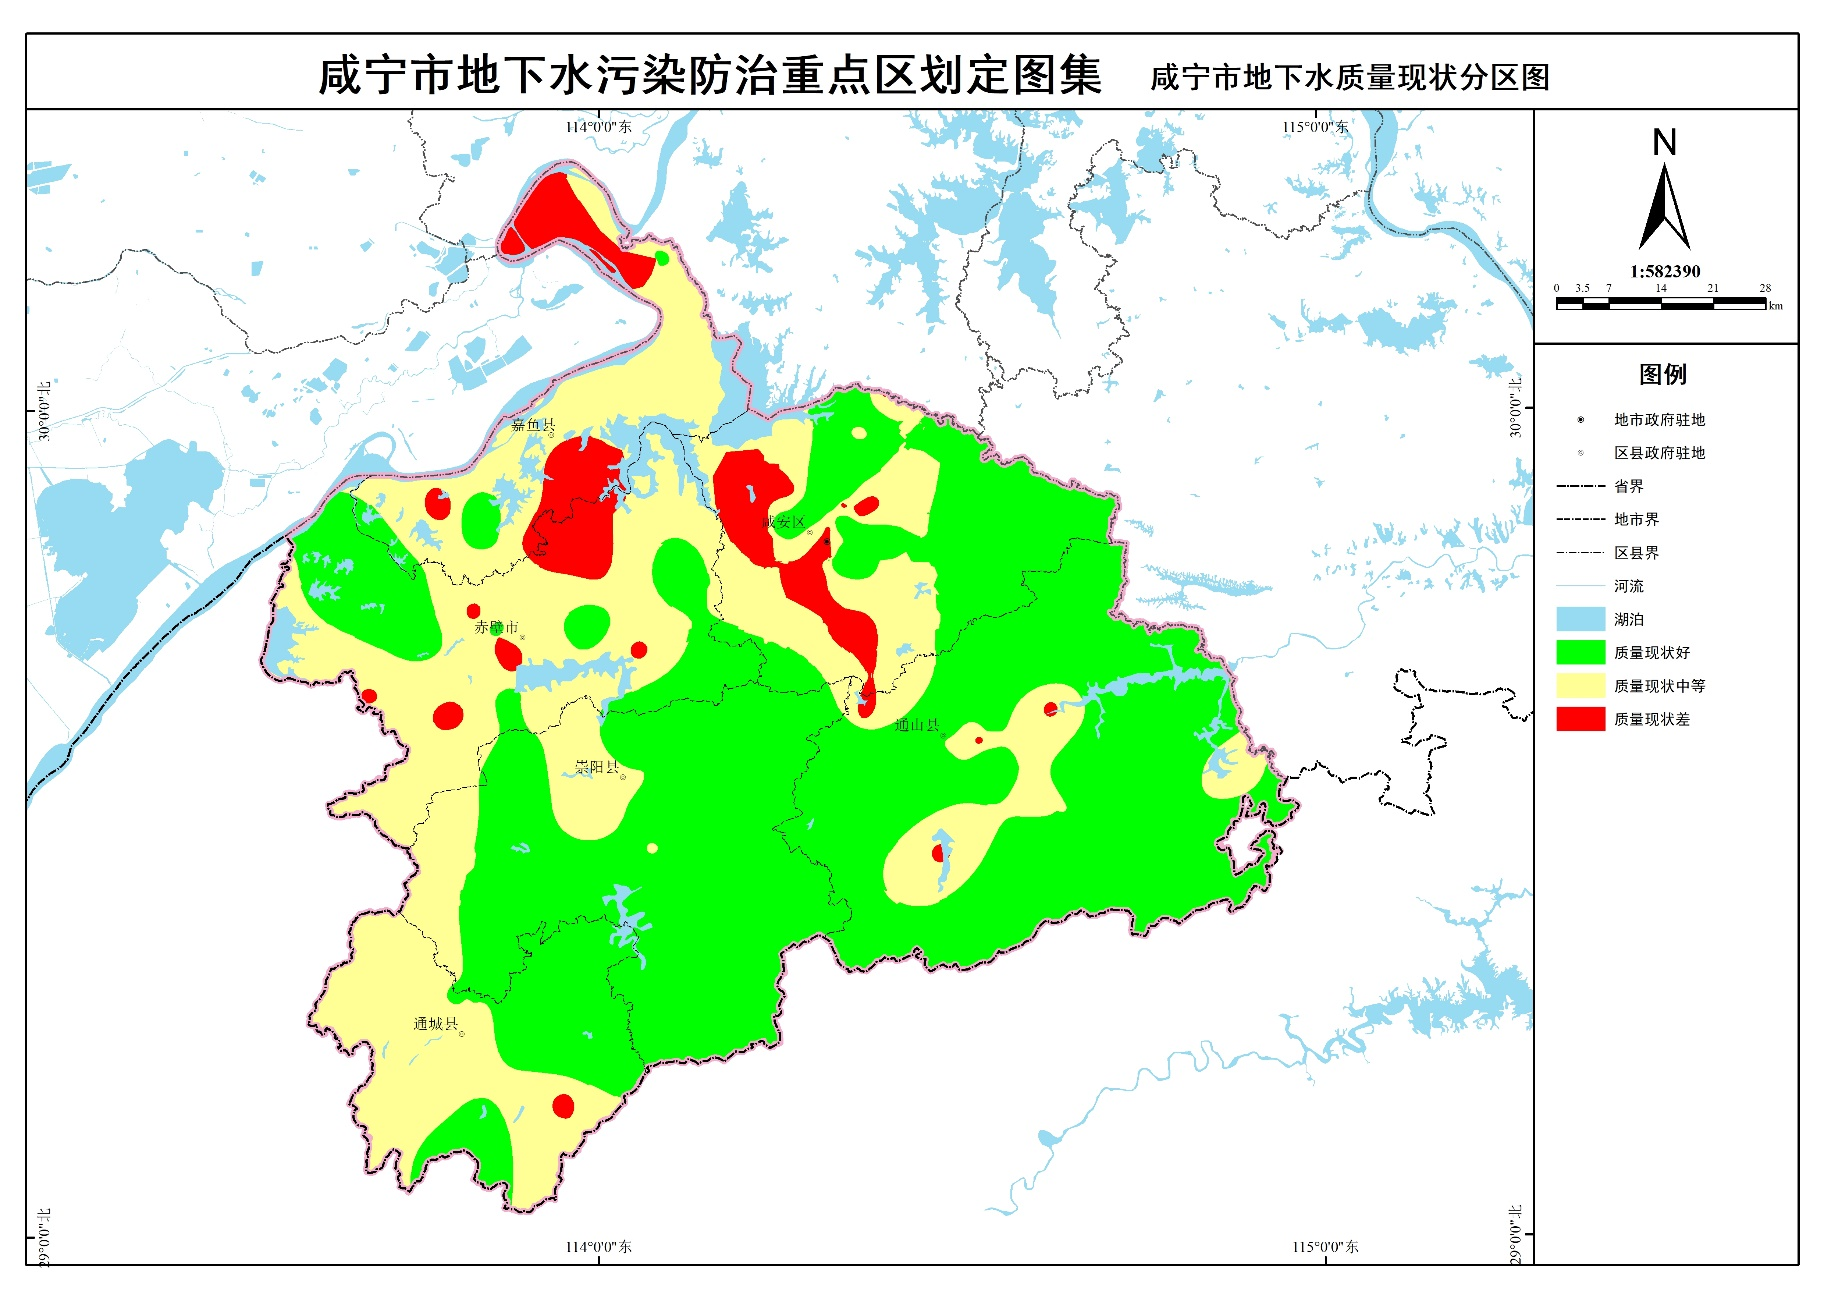 咸宁市地下水污染防治重点区划定图集 咸宁市地下水质量现状分区图
114°0'0"东 115°0'0"东
N
1:582390
0 3.5 7 14 21 28 km
图例
地市政府驻地
区县政府驻地
省界
地市界
区县界
河流
湖泊
质量现状好
质量现状中等
质量现状差
30°0'0"北 30°0'0"北
嘉鱼县
咸安区
赤壁市
通山县
崇阳县
通城县
29°0'0"北 29°0'0"北
114°0'0"东 115°0'0"东